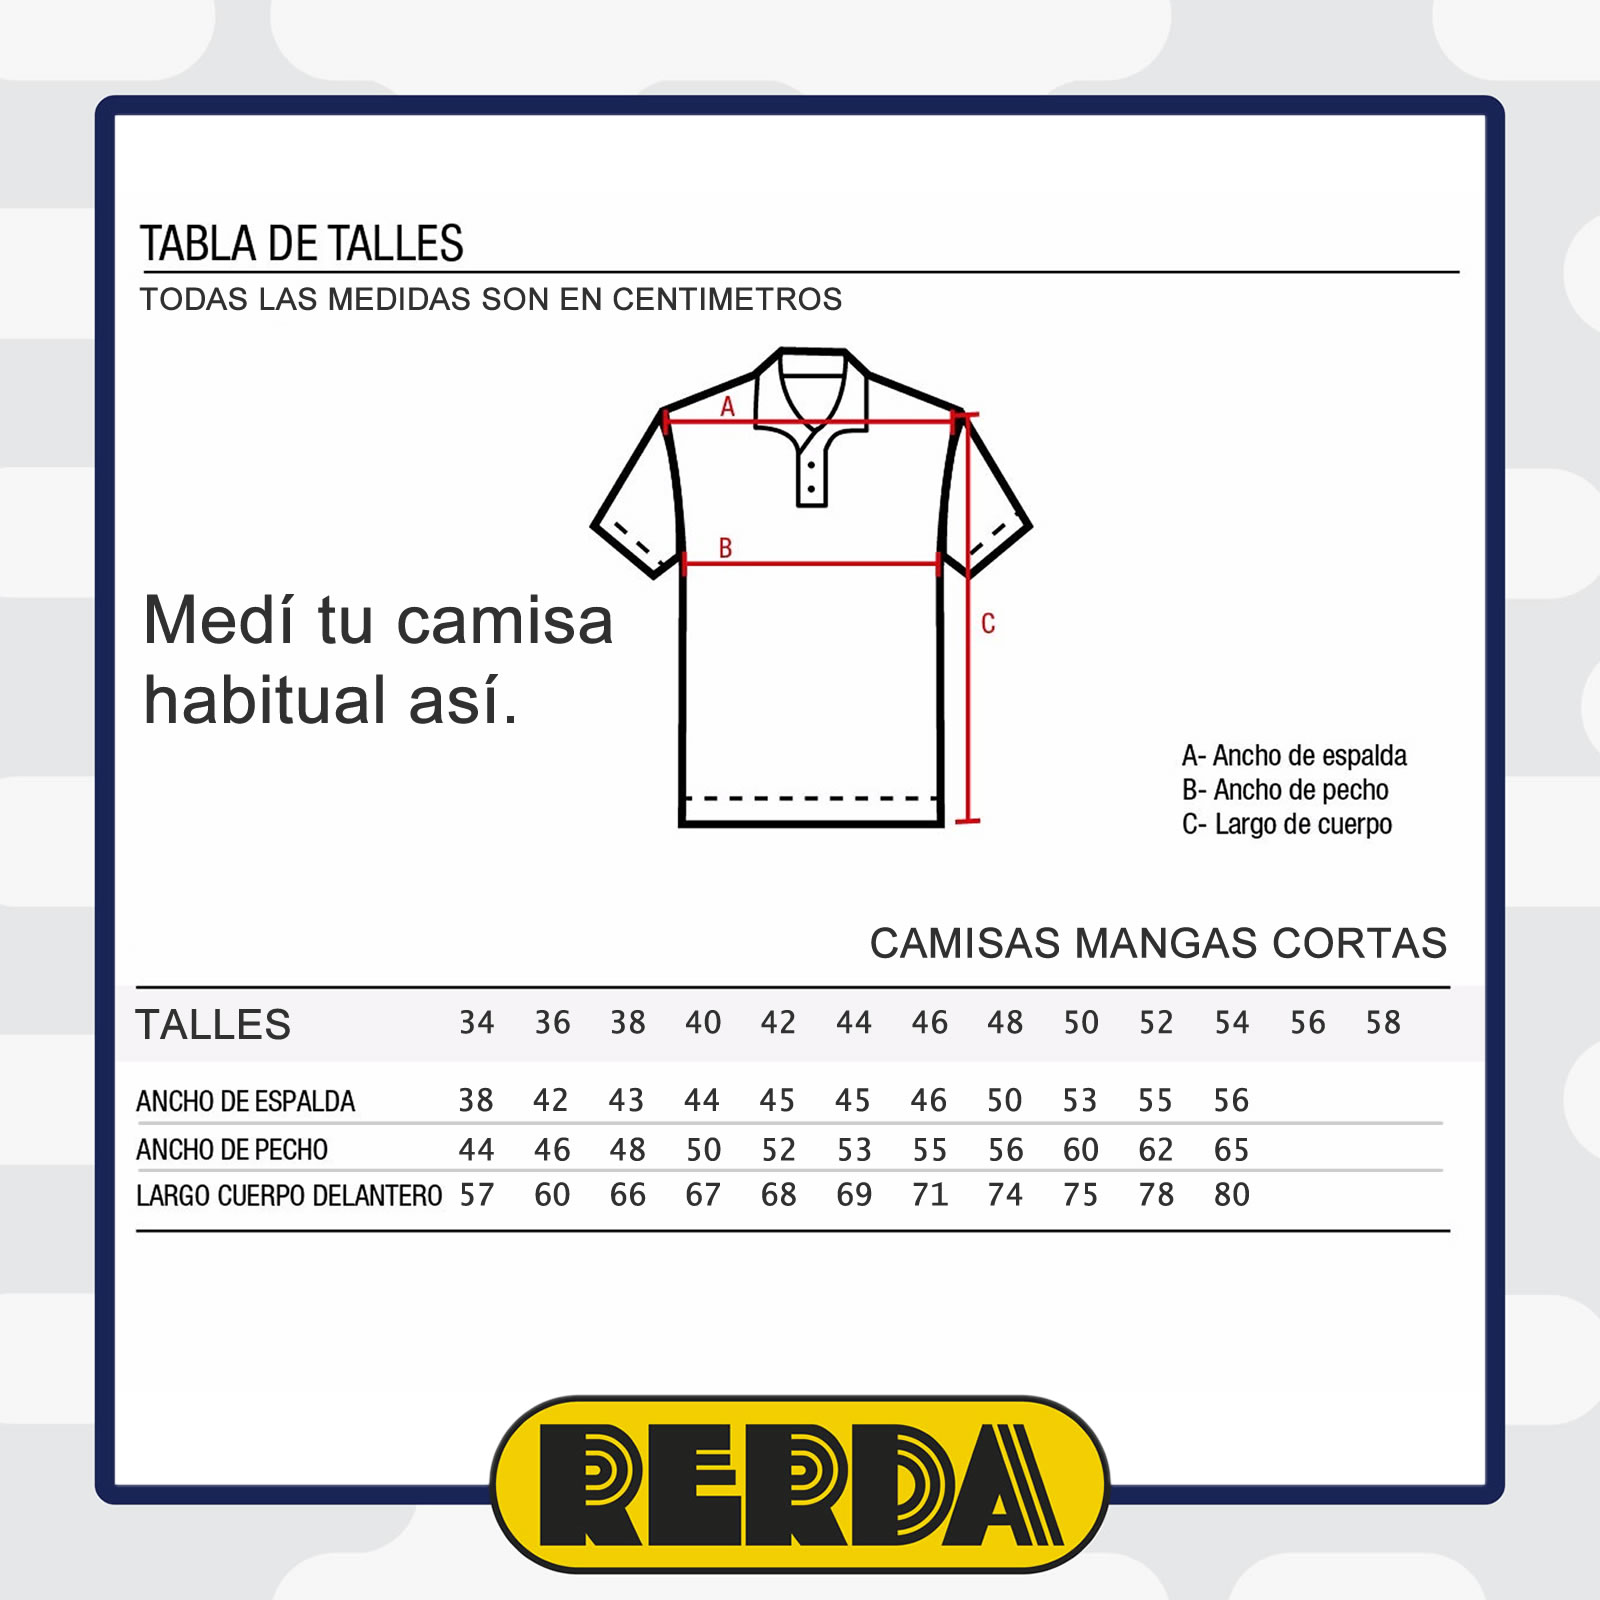 TABLA DE TALLES
TODAS LAS MEDIDAS SON EN CENTIMETROS
A
B
C
Medí tu camisa
habitual así.
A- Ancho de espalda
B- Ancho de pecho
C- Largo de cuerpo
CAMISAS MANGAS CORTAS
TALLES 34 36 38 40 42 44 46 48 50 52 54 56 58
ANCHO DE ESPALDA 38 42 43 44 45 45 46 50 53 55 56
ANCHO DE PECHO 44 46 48 50 52 53 55 56 60 62 65
LARGO CUERPO DELANTERO 57 60 66 67 68 69 71 74 75 78 80
RERDA